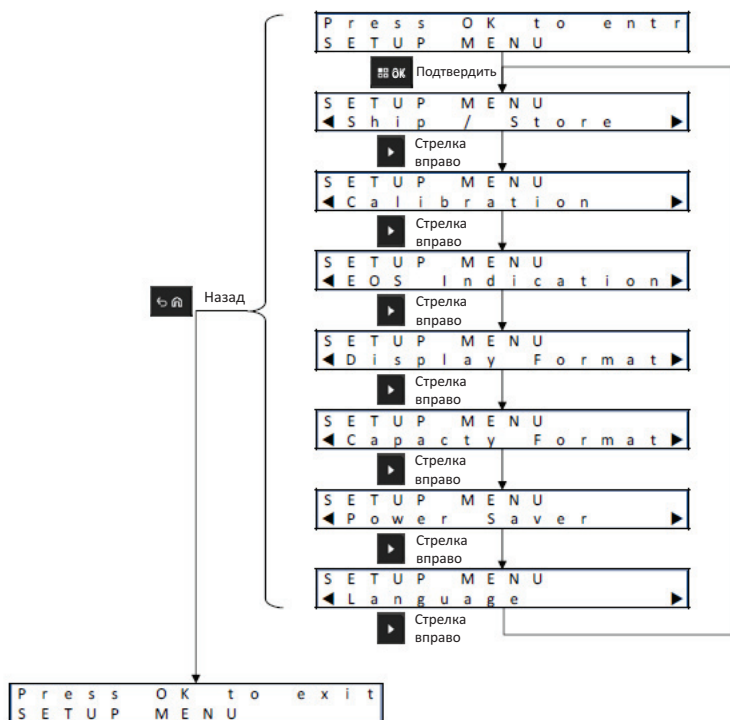 Press OK to entr
SETUP MENU
OK Подтвердить
SETUP MENU
◀Ship / Store ▶
Стрелка
вправо
SETUP MENU
◀Calibration ▶
Стрелка
вправо
SETUP MENU
◀EOS Indication▶
Назад
Стрелка
вправо
SETUP MENU
◀Display Format▶
Стрелка
вправо
SETUP MENU
◀Capacty Format▶
Стрелка
вправо
SETUP MENU
◀Power Saver ▶
Стрелка
вправо
SETUP MENU
◀Language ▶
Стрелка
вправо
Press OK to exit
SETUP MENU